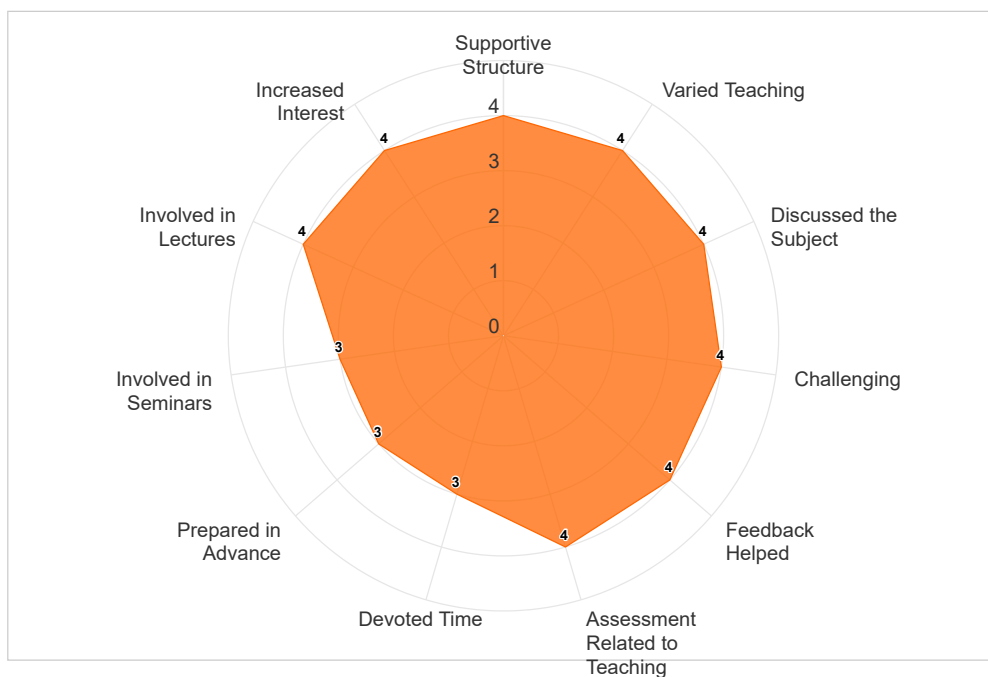 Supportive
Structure
Increased
Interest
Varied Teaching
4
4
4
3
Involved in
Lectures
4
4
Discussed the
Subject
2
1
0
3
4
Involved in
Seminars
Challenging
3
4
3
4
Prepared in
Advance
Feedback
Helped
Devoted Time
Assessment
Related to
Teaching